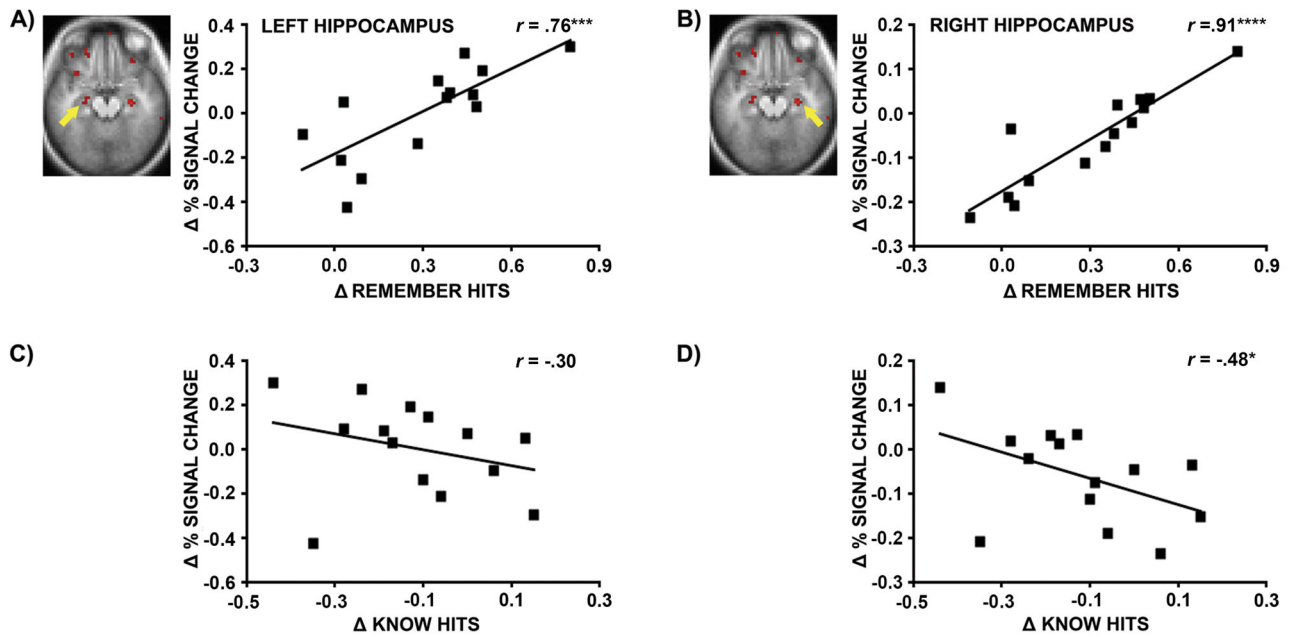 A)
LEFT HIPPOCAMPUS
r = .76***
Δ % SIGNAL CHANGE
0.4
0.2
0.0
-0.2
-0.4
-0.6
-0.3
0.0
0.3
0.6
0.9
Δ REMEMBER HITS
B)
RIGHT HIPPOCAMPUS
r =.91****
Δ % SIGNAL CHANGE
0.2
0.1
0.0
-0.1
-0.2
-0.3
-0.3
0.0
0.3
0.6
0.9
Δ REMEMBER HITS
C)
r = -.30
Δ % SIGNAL CHANGE
0.4
0.2
0.0
-0.2
-0.4
-0.6
-0.5
-0.3
-0.1
0.1
0.3
Δ KNOW HITS
D)
r = -.48*
Δ % SIGNAL CHANGE
0.2
0.1
0.0
-0.1
-0.2
-0.3
-0.5
-0.3
-0.1
0.1
0.3
Δ KNOW HITS